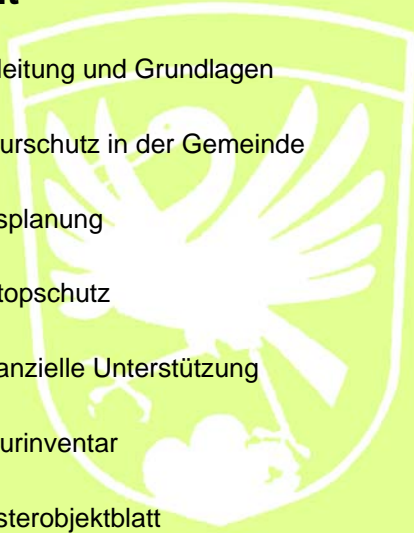 t
leitung und Grundlagen
urschutz in der Gemeinde
splanung
topschutz
anzielle Unterstützung
urinventar
sterobjektblatt